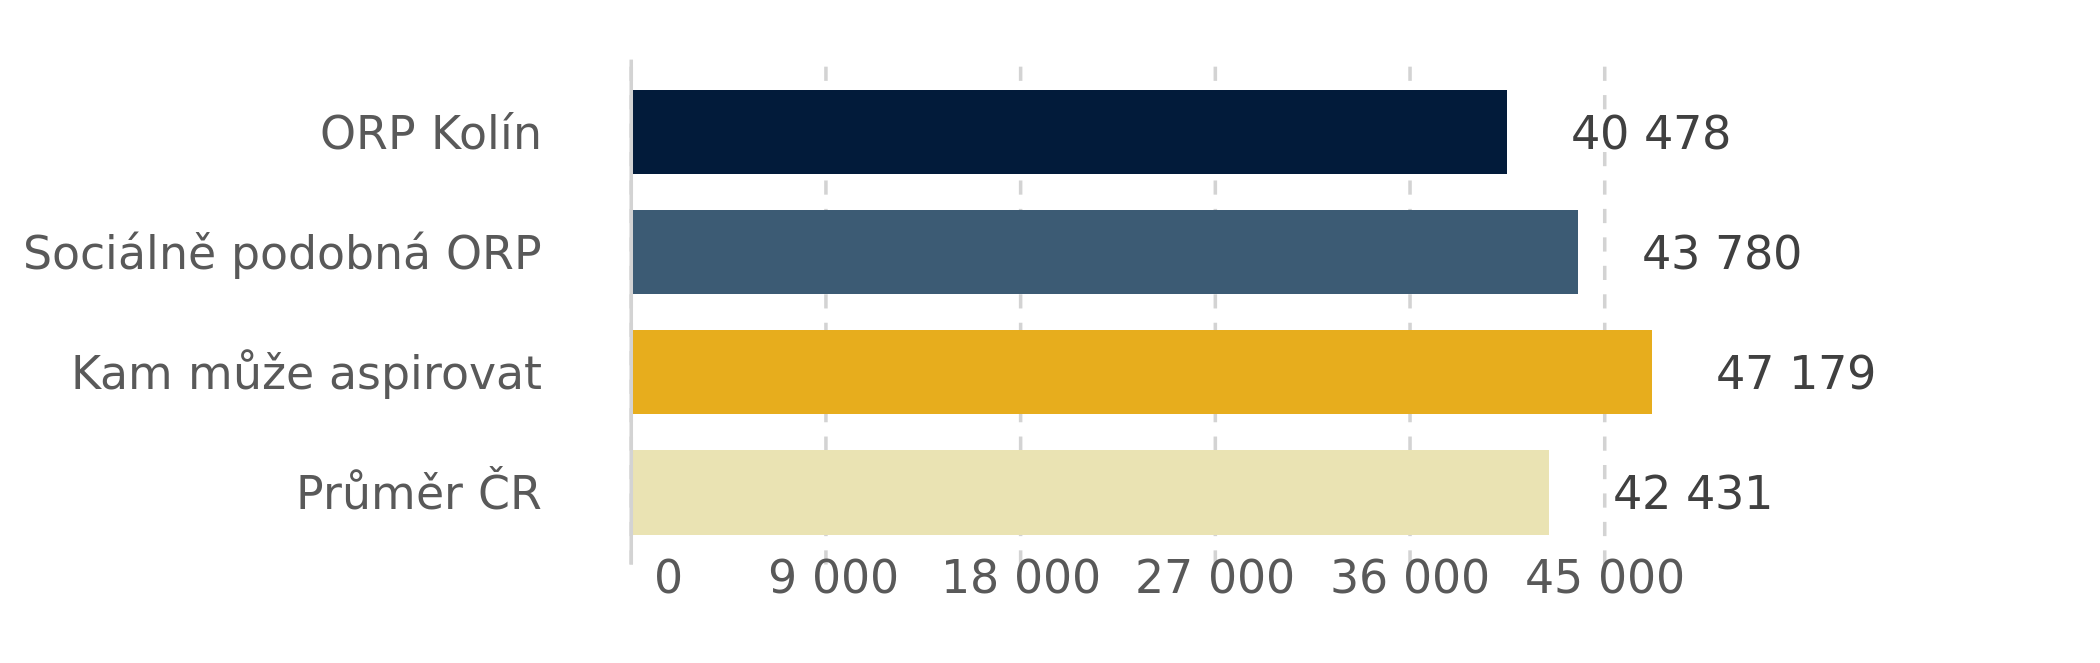 ORP Kolín 40 478
Sociálně podobná ORP 43 780
Kam může aspirovat 47 179
Průměr ČR 42 431
0 9 000 18 000 27 000 36 000 45 000